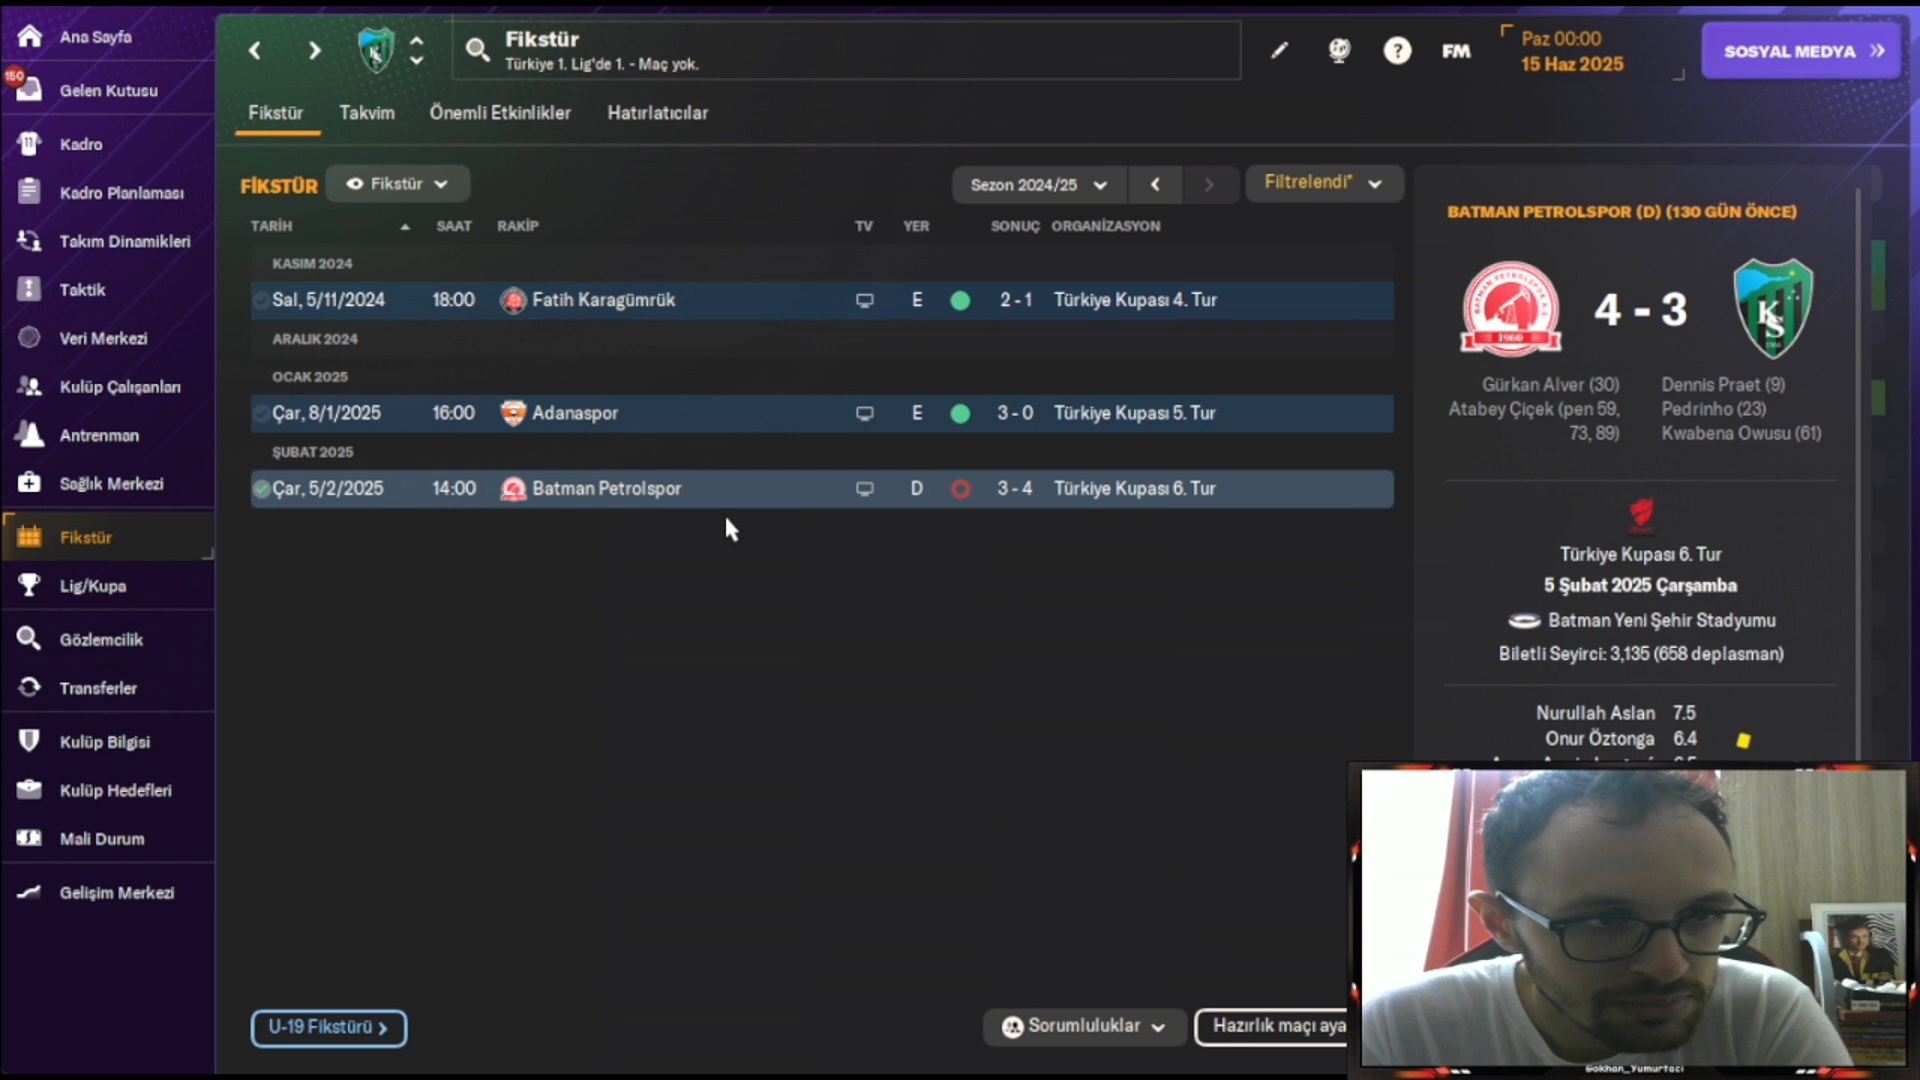 Ana Sayfa
150
Gelen Kutusu
Kadro
Kadro Planlaması
Takım Dinamikleri
Taktik
Veri Merkezi
Kulüp Çalışanları
Antrenman
Sağlık Merkezi
Fikstür
Lig/Kupa
Gözlemcilik
Transferler
Kulüp Bilgisi
Kulüp Hedefleri
Mali Durum
Gelişim Merkezi
Fikstür
Türkiye 1. Lig'de 1. - Maç yok.
FM
Paz 00:00
15 Haz 2025
SOSYAL MEDYA
Fikstür Takvim Önemli Etkinlikler Hatırlatıcılar
FİKSTÜR Fikstür Sezon 2024/25 Filtrelendi*
TARİH SAAT RAKİP TV YER SONUÇ ORGANİZASYON
KASIM 2024
Sal, 5/11/2024 18:00 Fatih Karagümrük E 2 - 1 Türkiye Kupası 4. Tur
ARALIK 2024
OCAK 2025
Çar, 8/1/2025 16:00 Adanaspor E 3 - 0 Türkiye Kupası 5. Tur
ŞUBAT 2025
Çar, 5/2/2025 14:00 Batman Petrolspor D 3 - 4 Türkiye Kupası 6. Tur
BATMAN PETROLSPOR (D) (130 GÜN ÖNCE)
BATMAN PETROLSPOR A.Ş.
1960
4 - 3
KS
Gürkan Alver (30)
Atabey Çiçek (pen 59,
73, 89)
Dennis Praet (9)
Pedrinho (23)
Kwabena Owusu (61)
Türkiye Kupası 6. Tur
5 Şubat 2025 Çarşamba
Batman Yeni Şehir Stadyumu
Biletli Seyirci: 3,135 (658 deplasman)
Nurullah Aslan 7.5
Onur Öztonga 6.4
U-19 Fikstürü
Sorumluluklar
Hazırlık maçı aya
Gokhan_Yumurtaci